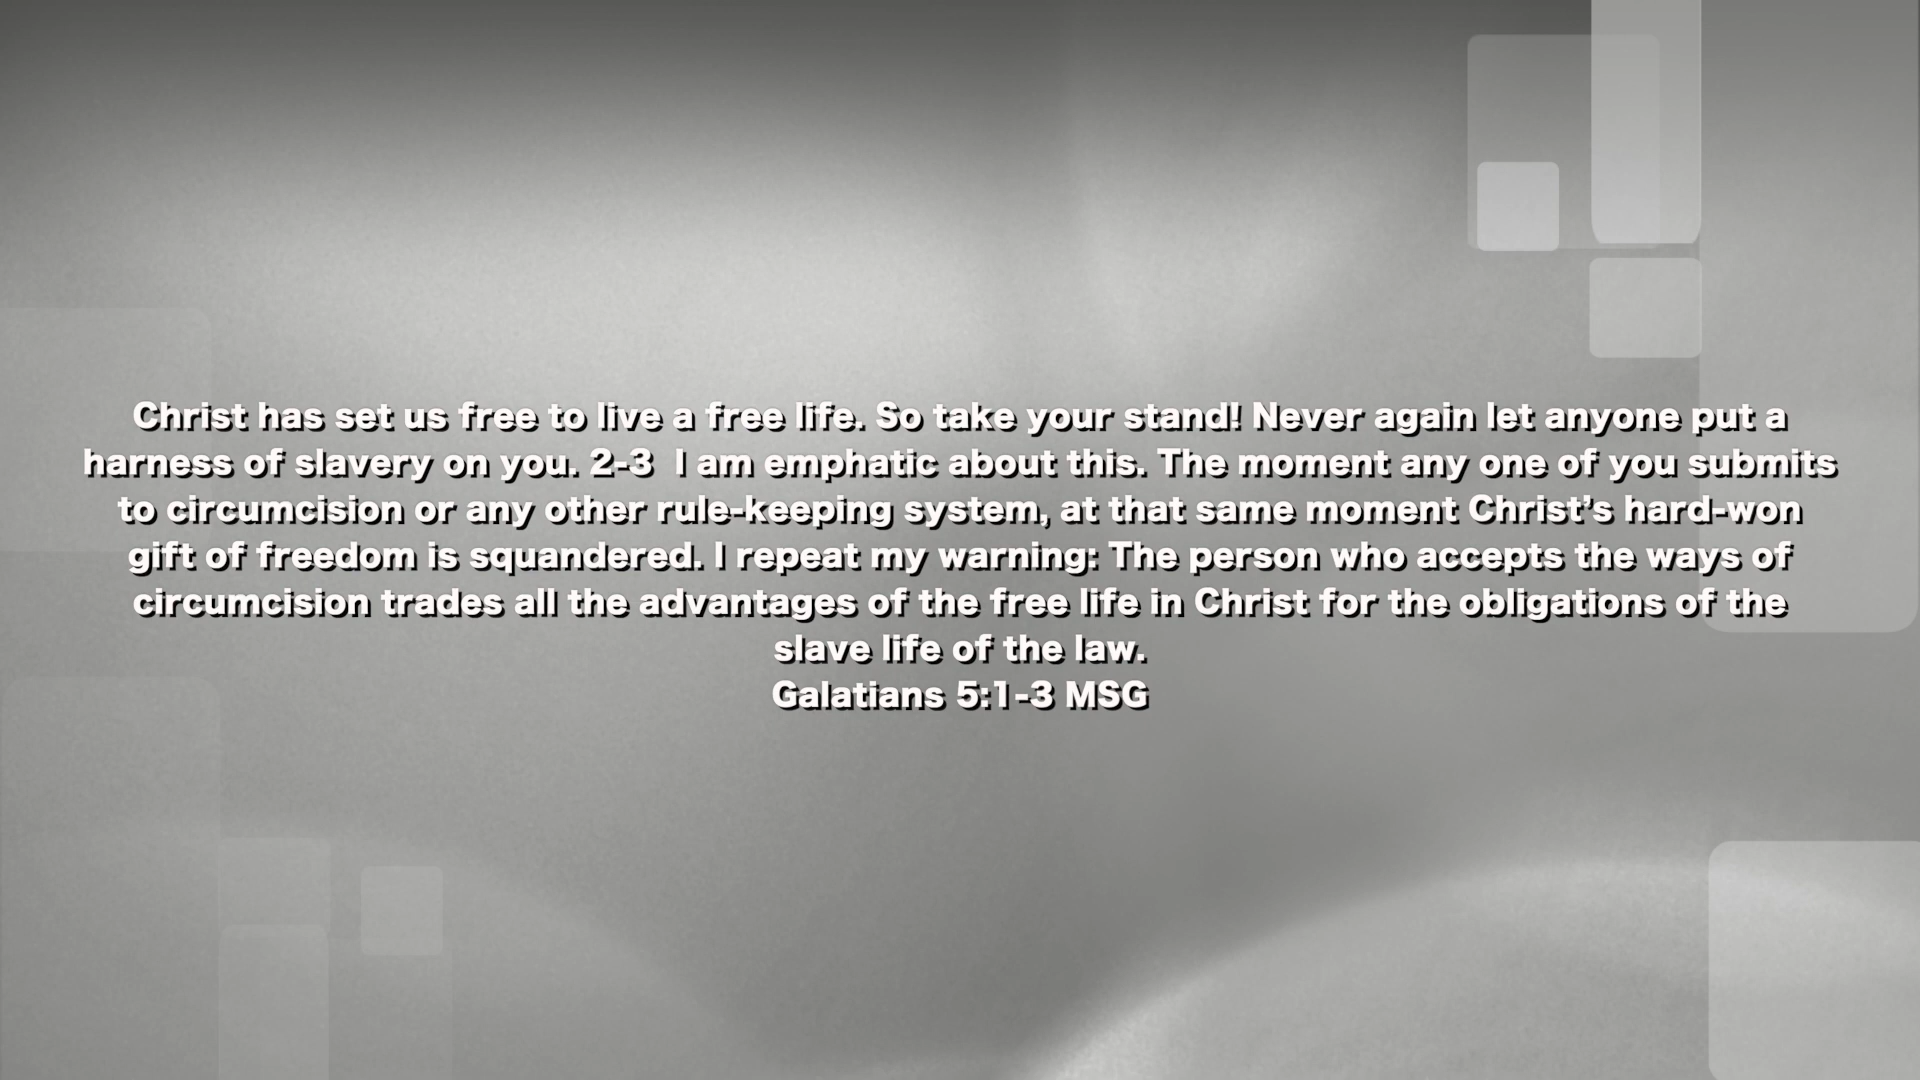 Christ has set us free to live a free life. So take your stand! Never again let anyone put a
harness of slavery on you. 2-3  I am emphatic about this. The moment any one of you submits
to circumcision or any other rule-keeping system, at that same moment Christ’s hard-won
gift of freedom is squandered. I repeat my warning: The person who accepts the ways of
circumcision trades all the advantages of the free life in Christ for the obligations of the
slave life of the law.
Galatians 5:1-3 MSG